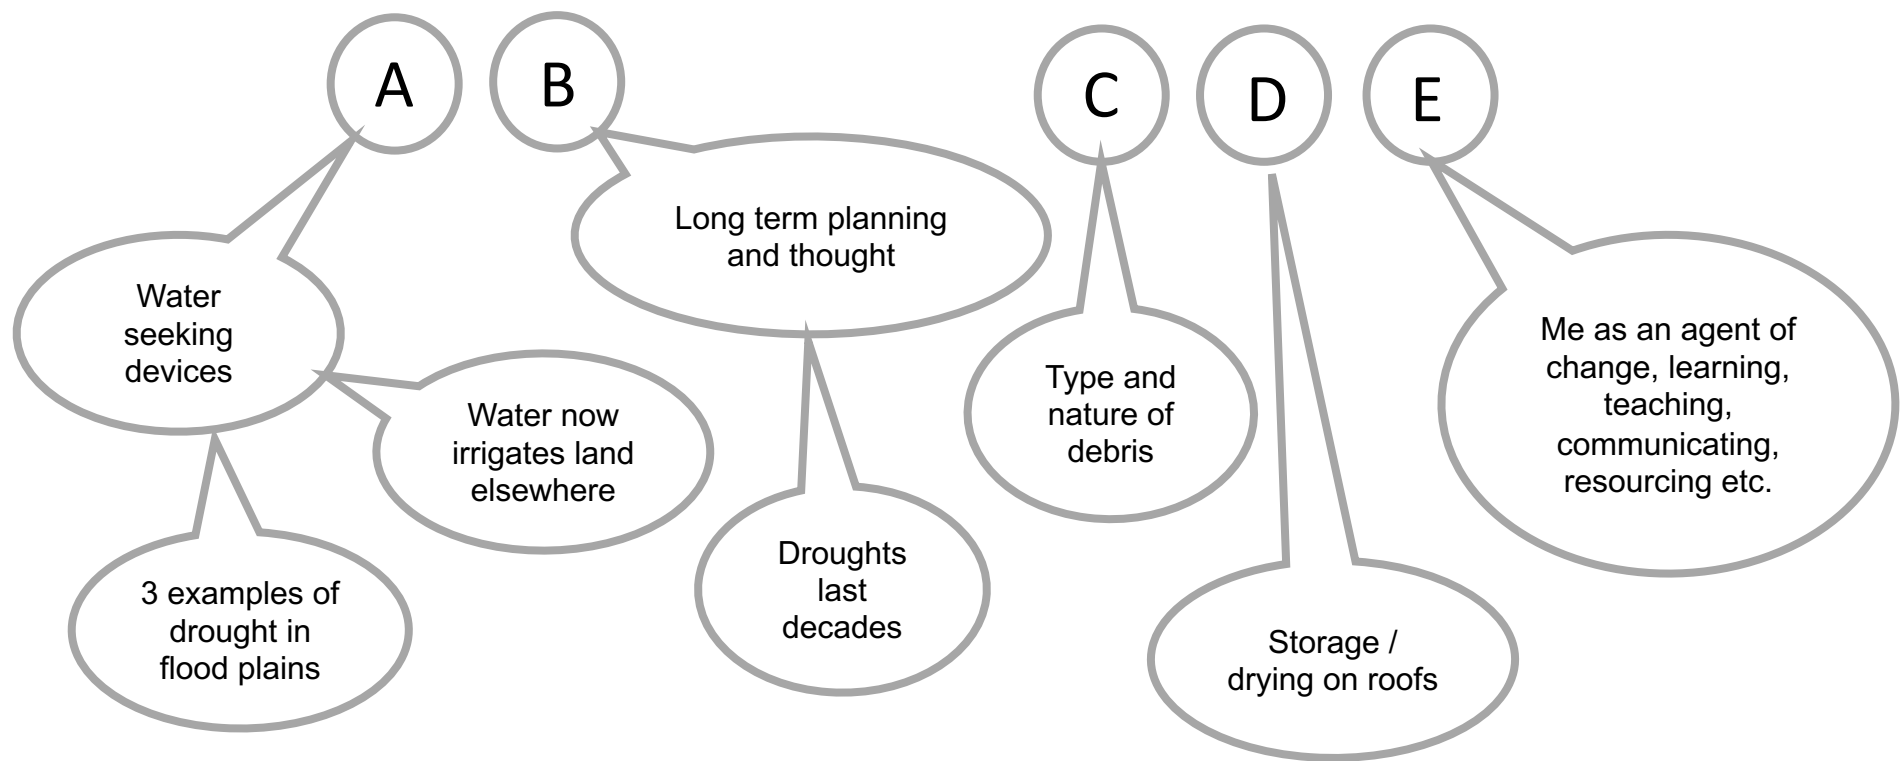 A
B
C
D
E
Water
seeking
devices
Long term planning
and thought
Water now
irrigates land
elsewhere
3 examples of
drought in
flood plains
Droughts
last
decades
Type and
nature of
debris
Storage /
drying on roofs
Me as an agent of
change, learning,
teaching,
communicating,
resourcing etc.